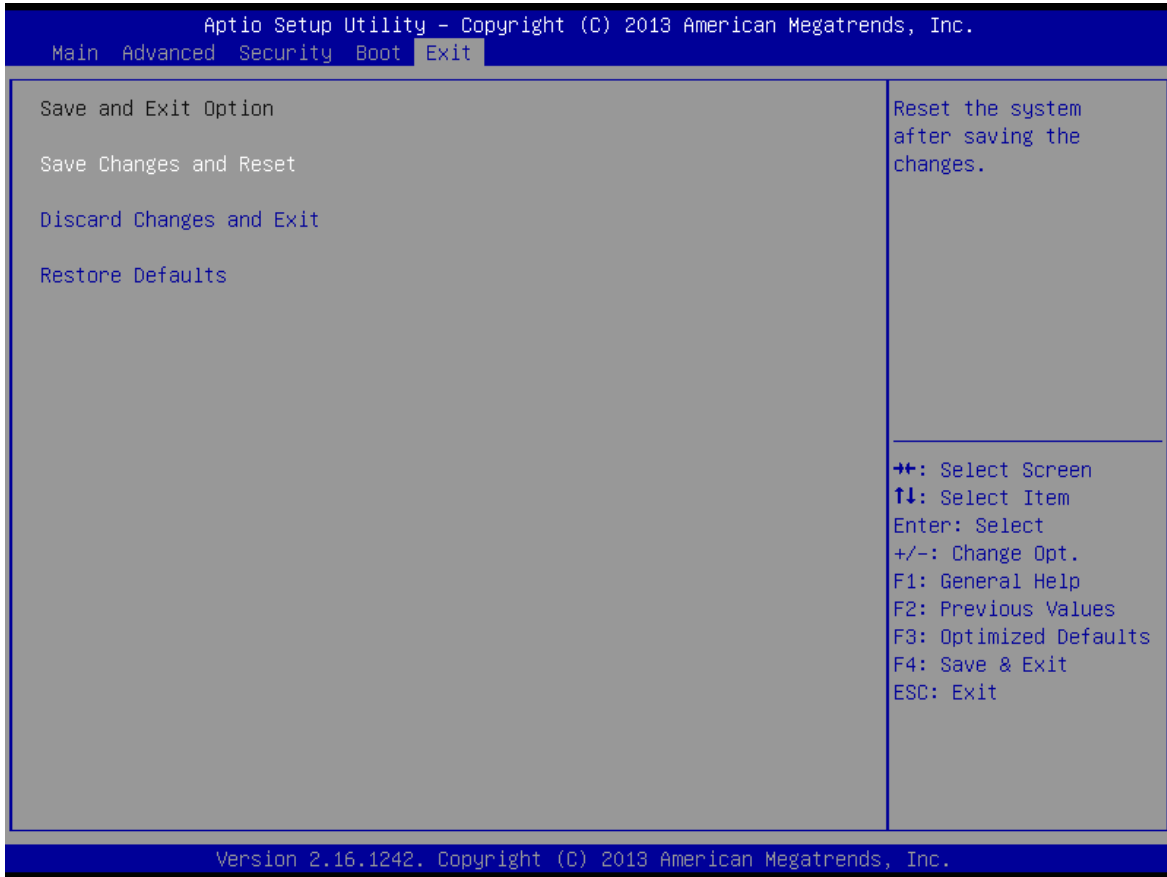 Aptio Setup Utility – Copyright (C) 2013 American Megatrends, Inc.
Main Advanced Security Boot Exit
Save and Exit Option
Save Changes and Reset
Discard Changes and Exit
Restore Defaults
Reset the system
after saving the
changes.
→←: Select Screen
↑↓: Select Item
Enter: Select
+/-: Change Opt.
F1: General Help
F2: Previous Values
F3: Optimized Defaults
F4: Save & Exit
ESC: Exit
Version 2.16.1242. Copyright (C) 2013 American Megatrends, Inc.